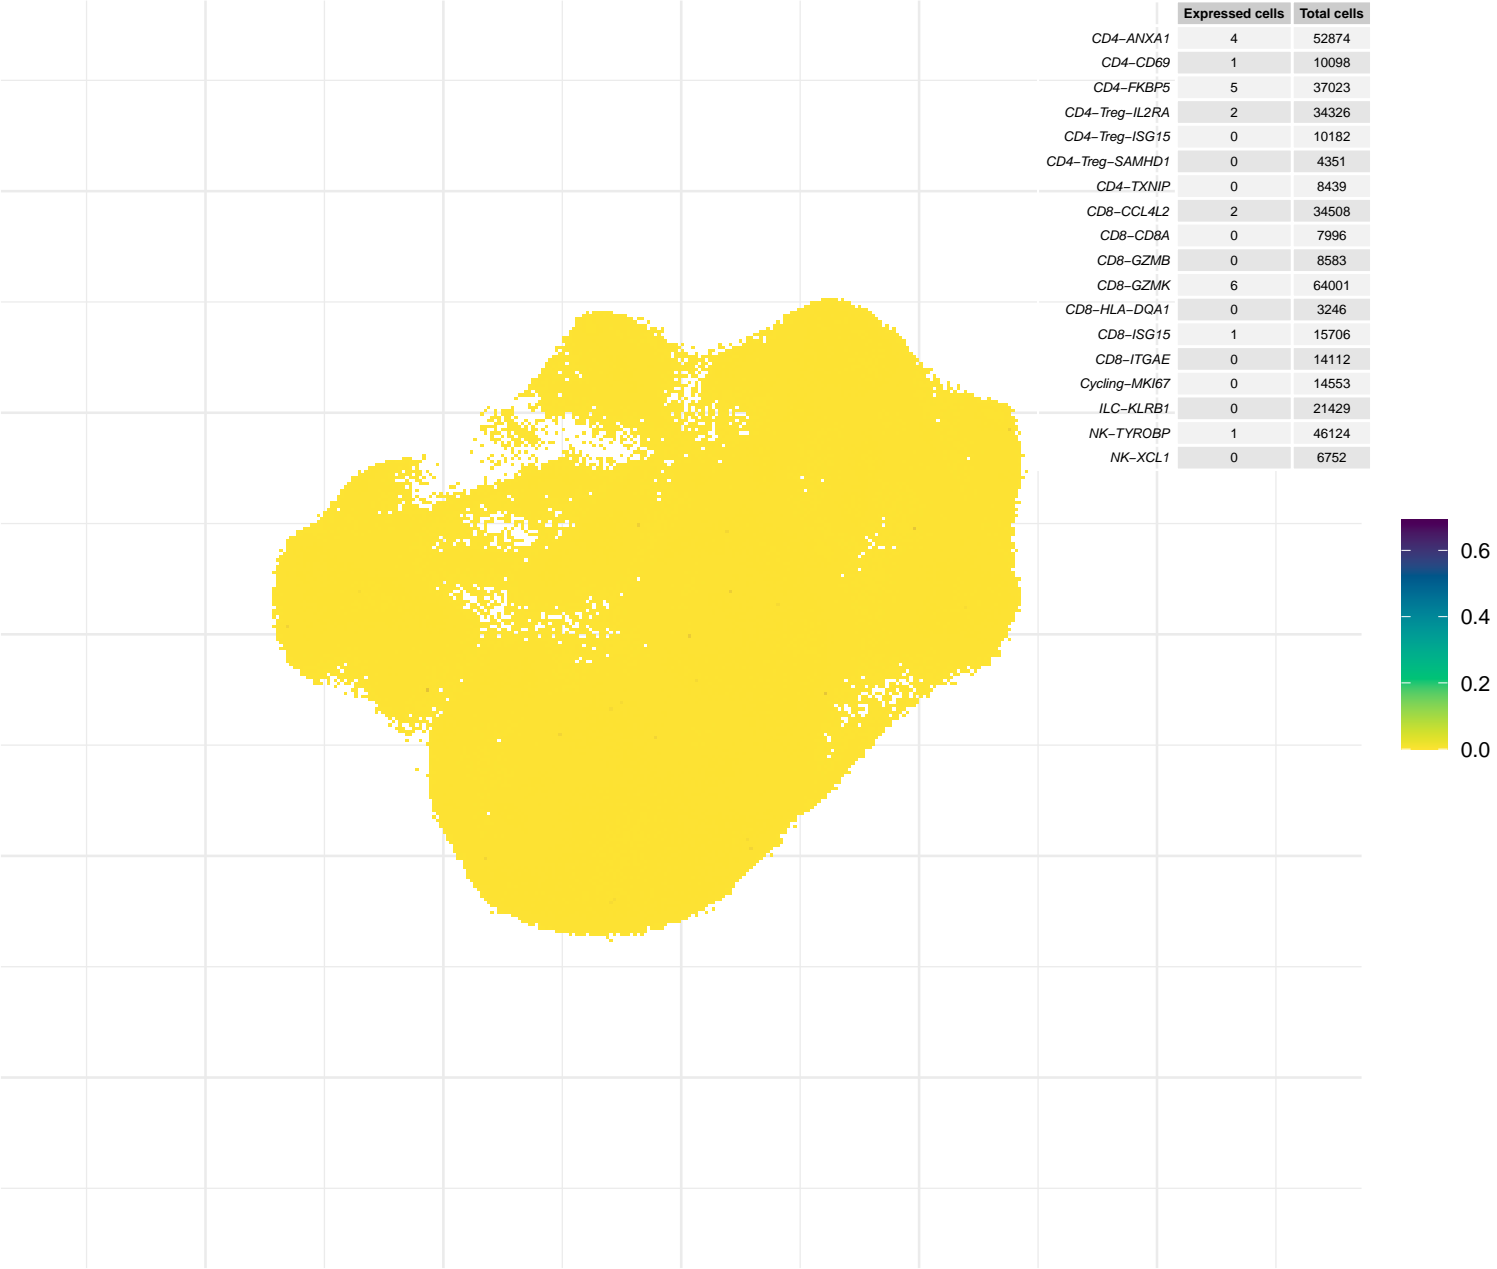 Expressed cells Total cells
CD4−ANXA1 4 52874
CD4−CD69 1 10098
CD4−FKBP5 5 37023
CD4−Treg−IL2RA 2 34326
CD4−Treg−ISG15 0 10182
CD4−Treg−SAMHD1 0 4351
CD4−TXNIP 0 8439
CD8−CCL4L2 2 34508
CD8−CD8A 0 7996
CD8−GZMB 0 8583
CD8−GZMK 6 64001
CD8−HLA−DQA1 0 3246
CD8−ISG15 1 15706
CD8−ITGAE 0 14112
Cycling−MKI67 0 14553
ILC−KLRB1 0 21429
NK−TYROBP 1 46124
NK−XCL1 0 6752
0.6
0.4
0.2
0.0